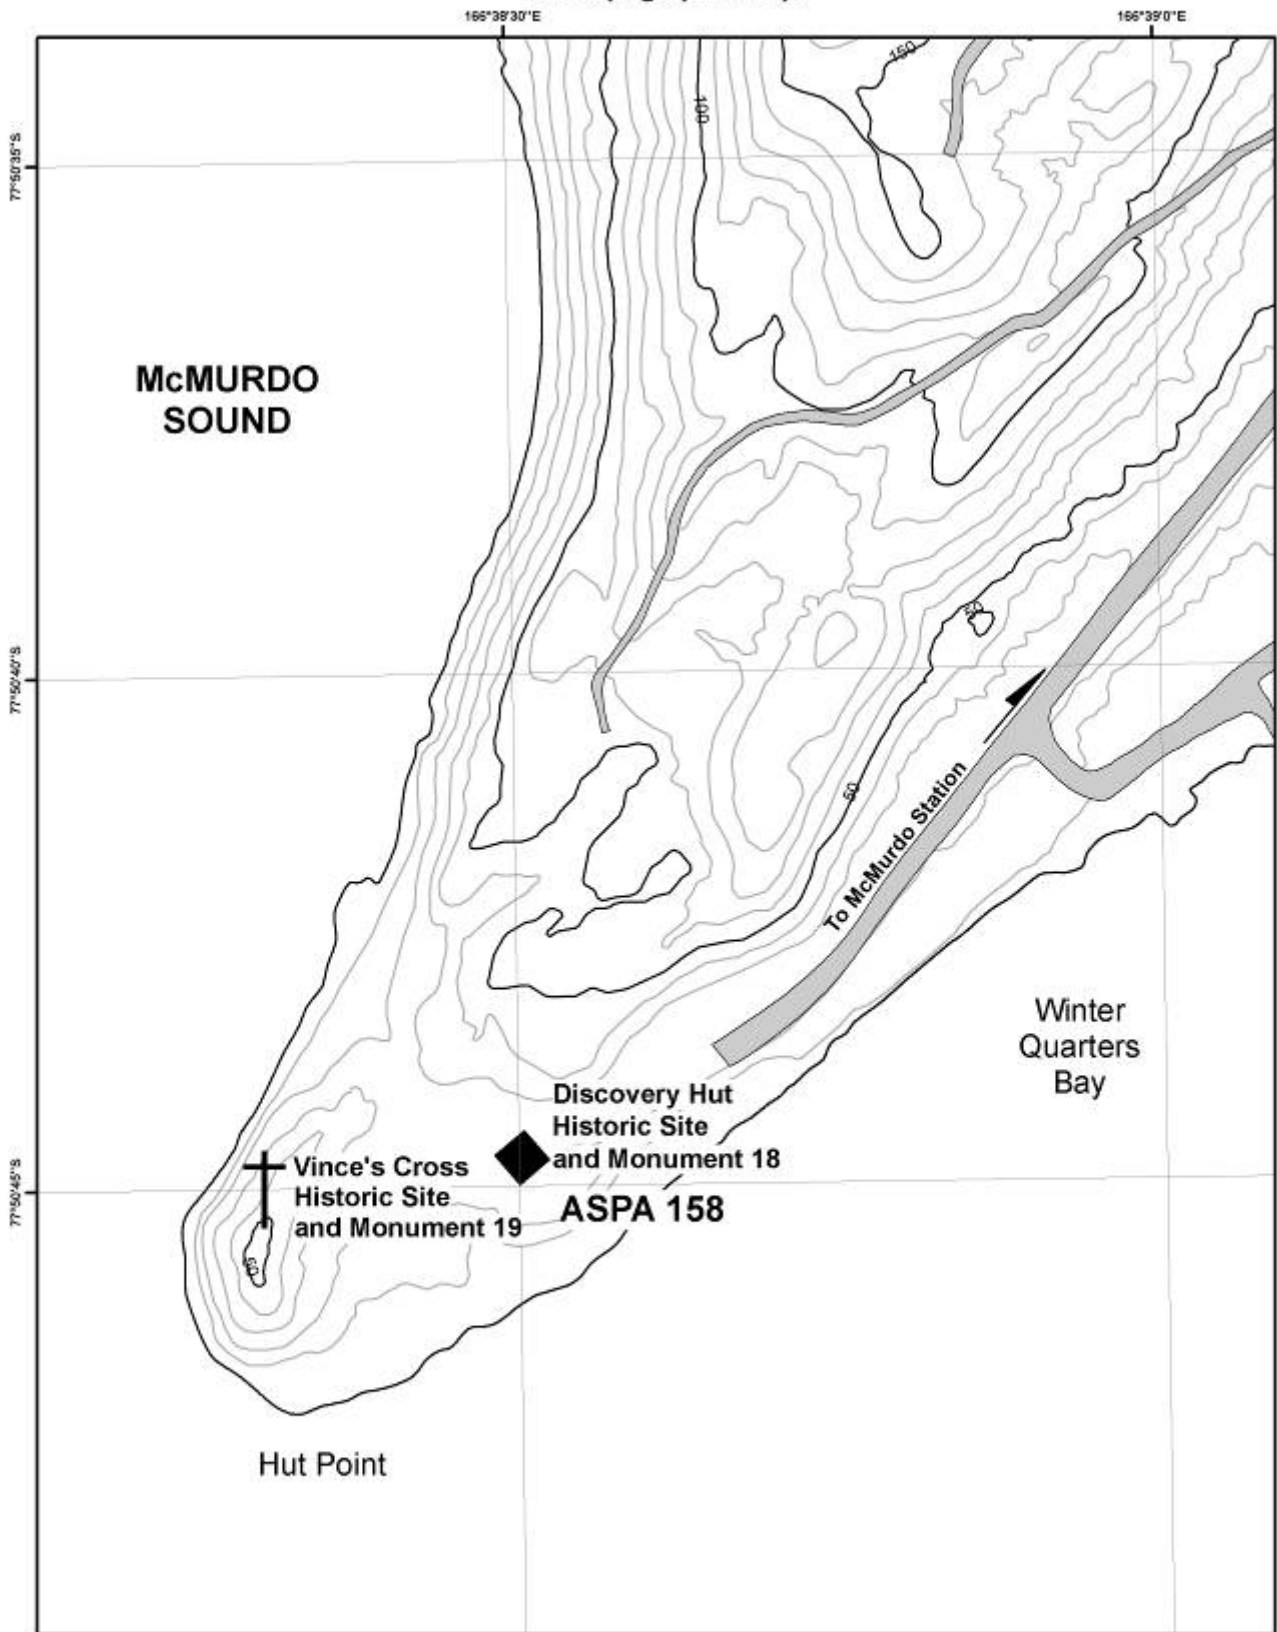 166°38'30"E
166°39'0"E
150
100
77°50'35"S
McMURDO
SOUND
50
77°50'40"S
50
To McMurdo Station
Winter
Quarters
Bay
Discovery Hut
Historic Site
and Monument 18
Vince's Cross
Historic Site
and Monument 19
77°50'45"S
ASPA 158
50
Hut Point